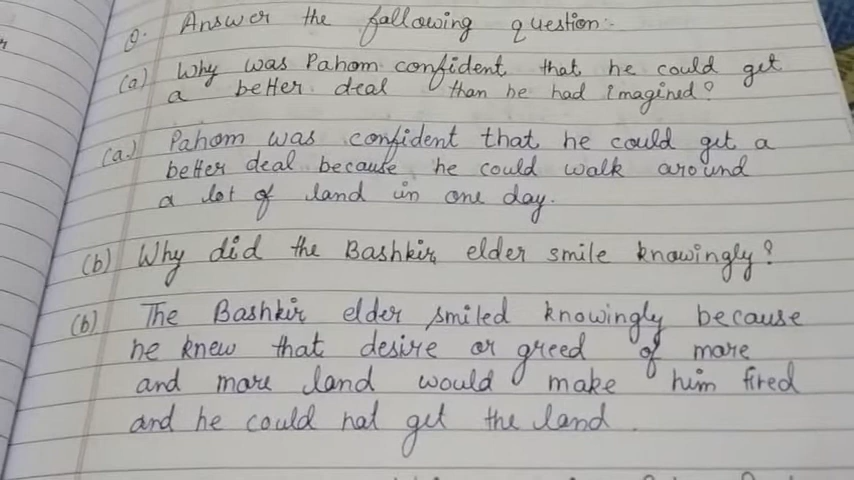 Q. Answer the following question:-
(a) Why was Pahom confident that he could get
a better deal than he had imagined?
(a) Pahom was confident that he could get a
better deal because he could walk around
a lot of land in one day.
(b) Why did the Bashkir elder smile knowingly?
(b) The Bashkir elder smiled knowingly because
he knew that desire or greed of more
and more land would make him tired
and he could not get the land.